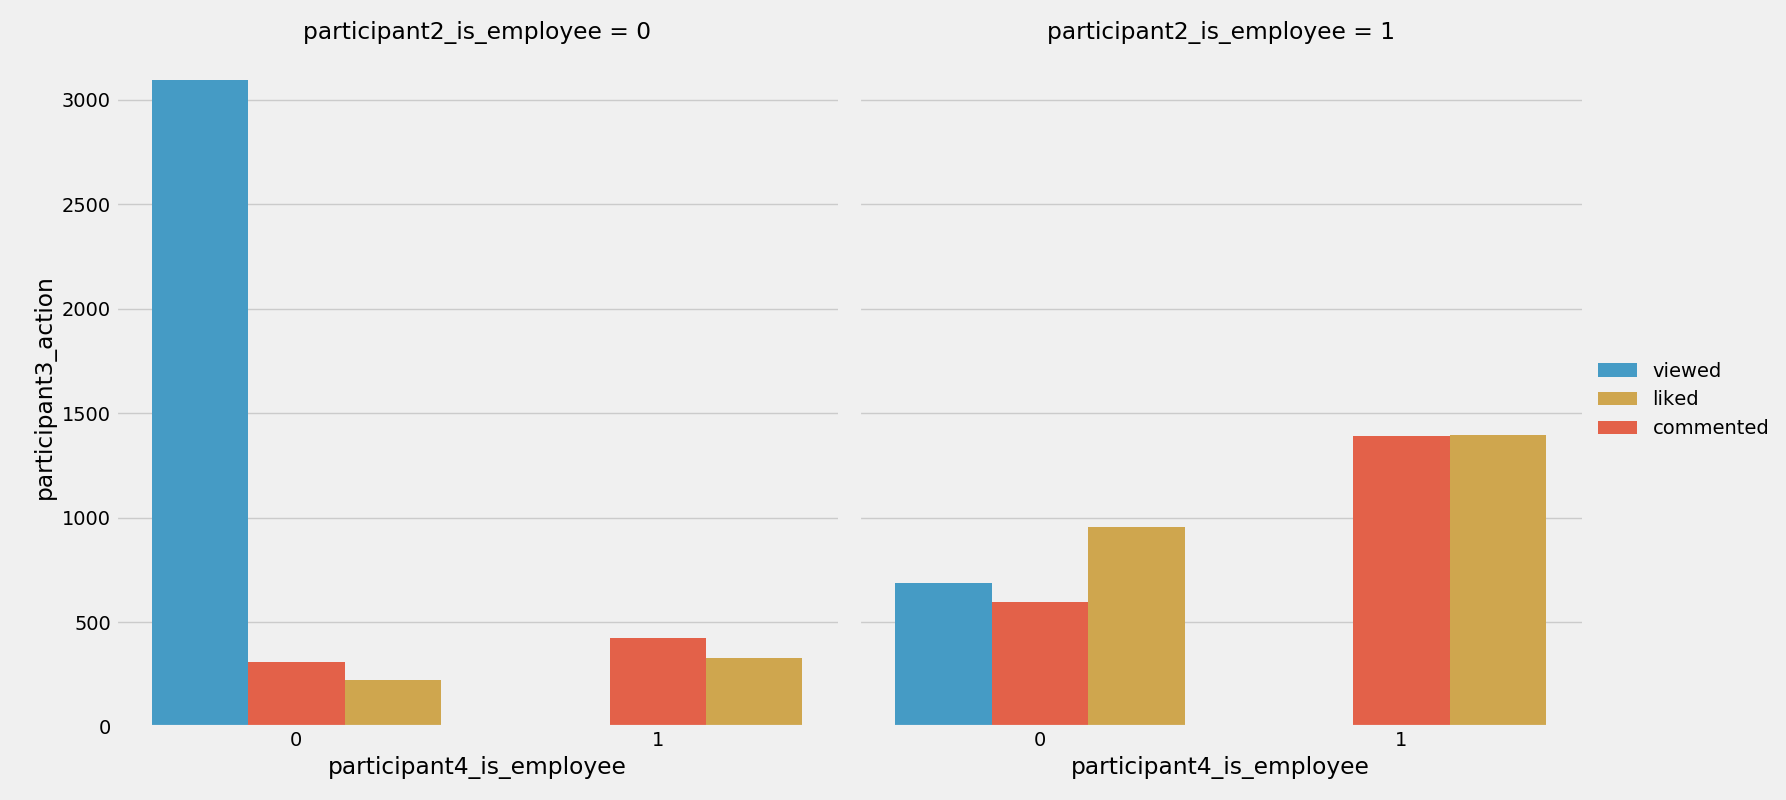 participant2_is_employee = 0
participant2_is_employee = 1
3000
2500
2000
1500
1000
500
0
participant3_action
0
1
participant4_is_employee
0
1
participant4_is_employee
viewed
liked
commented